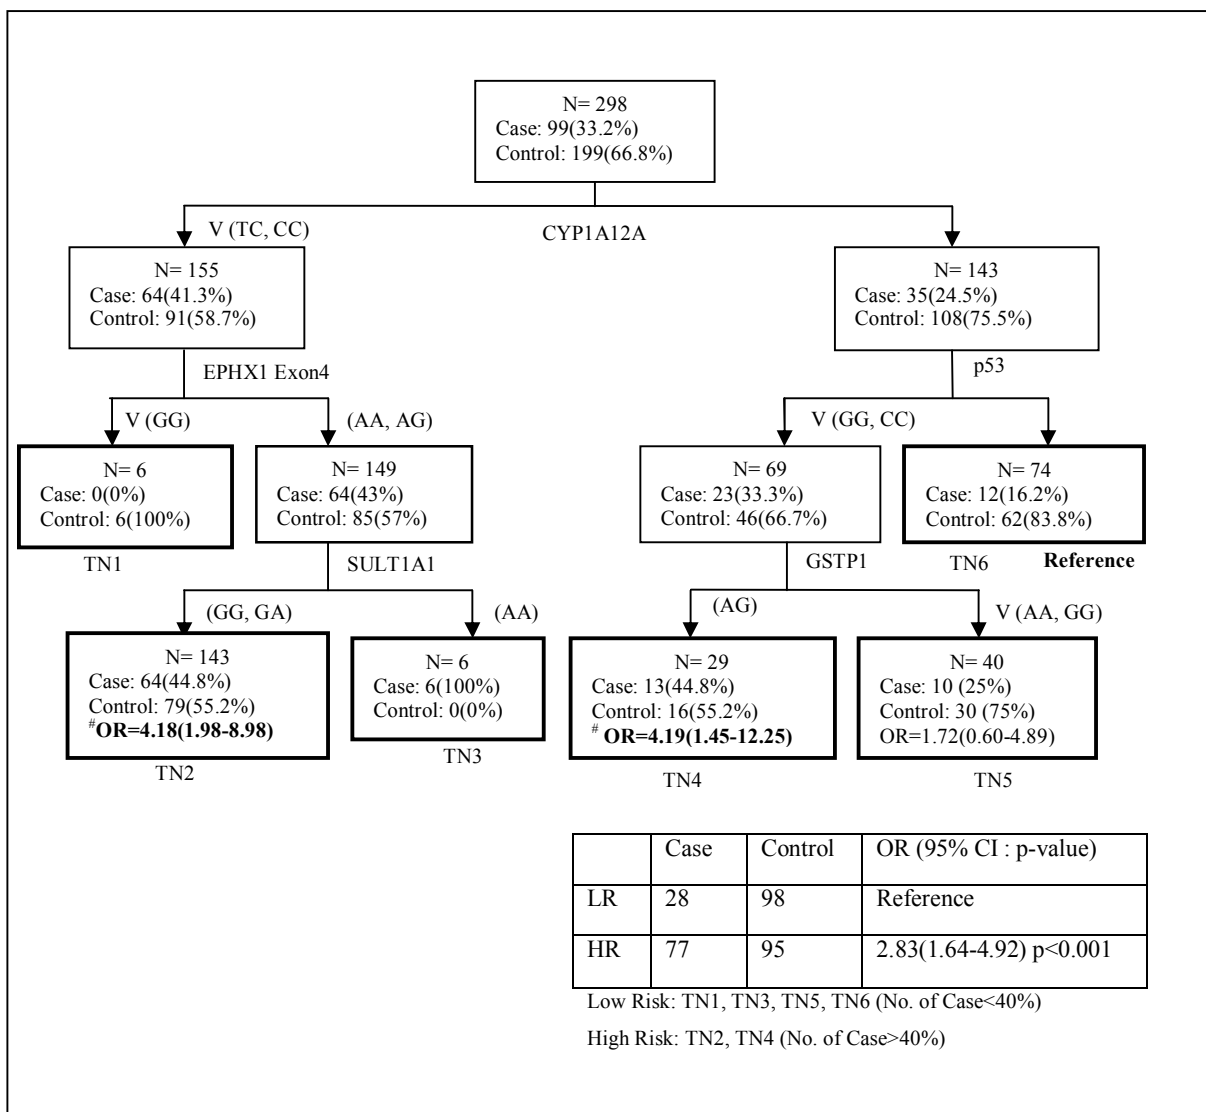 N= 298
Case: 99(33.2%)
Control: 199(66.8%)
V (TC, CC)
CYP1A12A
N= 155
Case: 64(41.3%)
Control: 91(58.7%)
N= 143
Case: 35(24.5%)
Control: 108(75.5%)
EPHX1 Exon4
p53
V (GG)
(AA, AG)
V (GG, CC)
N= 6
Case: 0(0%)
Control: 6(100%)
TN1
N= 149
Case: 64(43%)
Control: 85(57%)
SULT1A1
N= 69
Case: 23(33.3%)
Control: 46(66.7%)
GSTP1
N= 74
Case: 12(16.2%)
Control: 62(83.8%)
TN6 Reference
(GG, GA)
(AA)
(AG)
V (AA, GG)
N= 143
Case: 64(44.8%)
Control: 79(55.2%)
#OR=4.18(1.98-8.98)
TN2
N= 6
Case: 6(100%)
Control: 0(0%)
TN3
N= 29
Case: 13(44.8%)
Control: 16(55.2%)
# OR=4.19(1.45-12.25)
TN4
N= 40
Case: 10 (25%)
Control: 30 (75%)
OR=1.72(0.60-4.89)
TN5
Case Control OR (95% CI : p-value)
LR 28 98 Reference
HR 77 95 2.83(1.64-4.92) p<0.001
Low Risk: TN1, TN3, TN5, TN6 (No. of Case<40%)
High Risk: TN2, TN4 (No. of Case>40%)